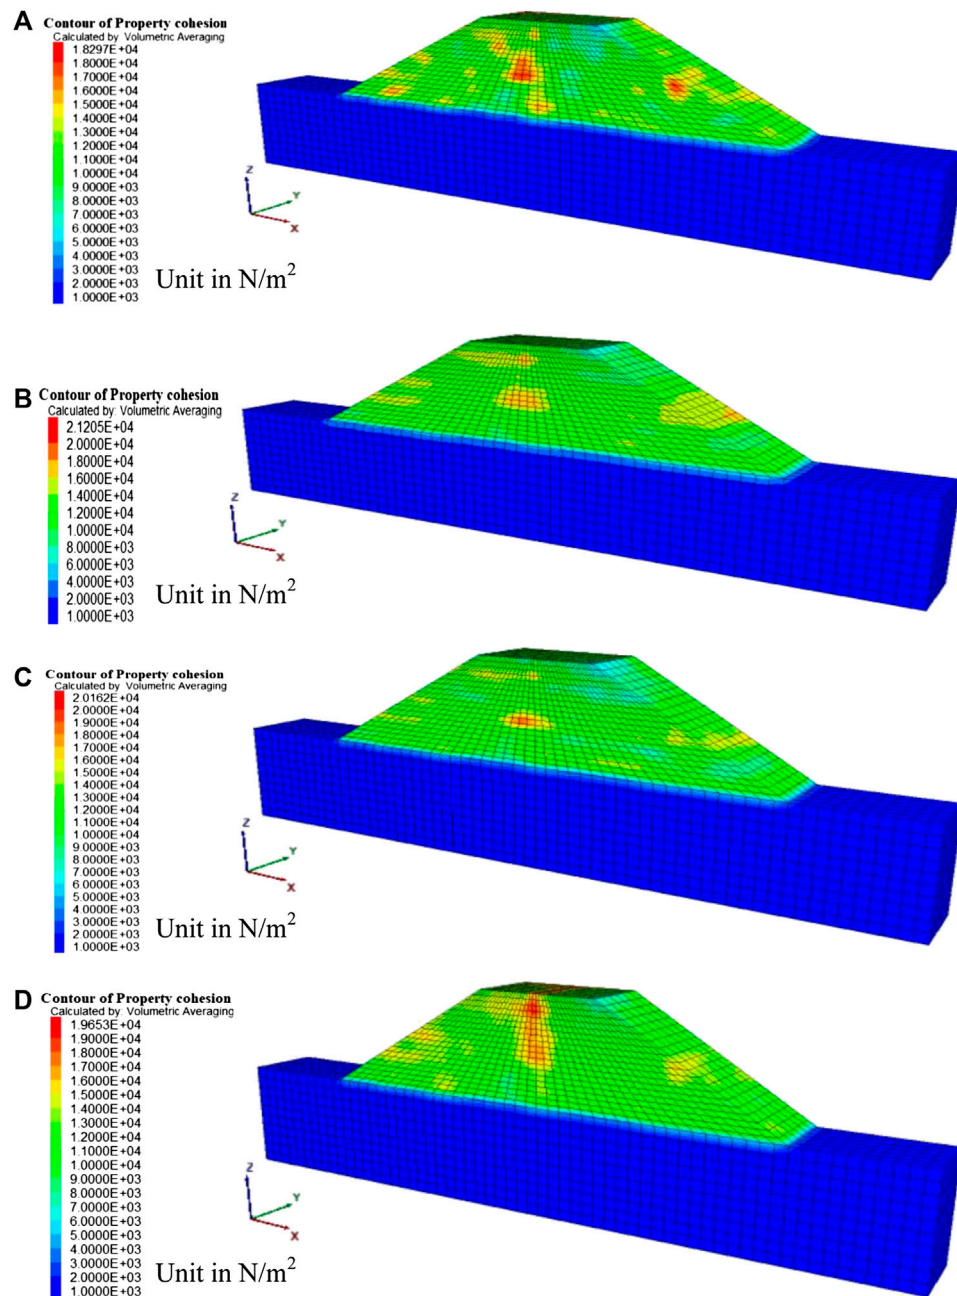 A
Contour of Property cohesion
Calculated by: Volumetric Averaging
1.8297E+04
1.8000E+04
1.7000E+04
1.6000E+04
1.5000E+04
1.4000E+04
1.3000E+04
1.2000E+04
1.1000E+04
1.0000E+04
9.0000E+03
8.0000E+03
7.0000E+03
6.0000E+03
5.0000E+03
4.0000E+03
3.0000E+03
2.0000E+03
1.0000E+03
Z
Y
X
Unit in N/m²
B
Contour of Property cohesion
Calculated by: Volumetric Averaging
2.1205E+04
2.0000E+04
1.8000E+04
1.6000E+04
1.4000E+04
1.2000E+04
1.0000E+04
8.0000E+03
6.0000E+03
4.0000E+03
2.0000E+03
1.0000E+03
Z
Y
X
Unit in N/m²
C
Contour of Property cohesion
Calculated by: Volumetric Averaging
2.0162E+04
2.0000E+04
1.9000E+04
1.8000E+04
1.7000E+04
1.6000E+04
1.5000E+04
1.4000E+04
1.3000E+04
1.2000E+04
1.1000E+04
1.0000E+04
9.0000E+03
8.0000E+03
7.0000E+03
6.0000E+03
5.0000E+03
4.0000E+03
3.0000E+03
2.0000E+03
1.0000E+03
Z
Y
X
Unit in N/m²
D
Contour of Property cohesion
Calculated by: Volumetric Averaging
1.9653E+04
1.9000E+04
1.8000E+04
1.7000E+04
1.6000E+04
1.5000E+04
1.4000E+04
1.3000E+04
1.2000E+04
1.1000E+04
1.0000E+04
9.0000E+03
8.0000E+03
7.0000E+03
6.0000E+03
5.0000E+03
4.0000E+03
3.0000E+03
2.0000E+03
1.0000E+03
Z
Y
X
Unit in N/m²